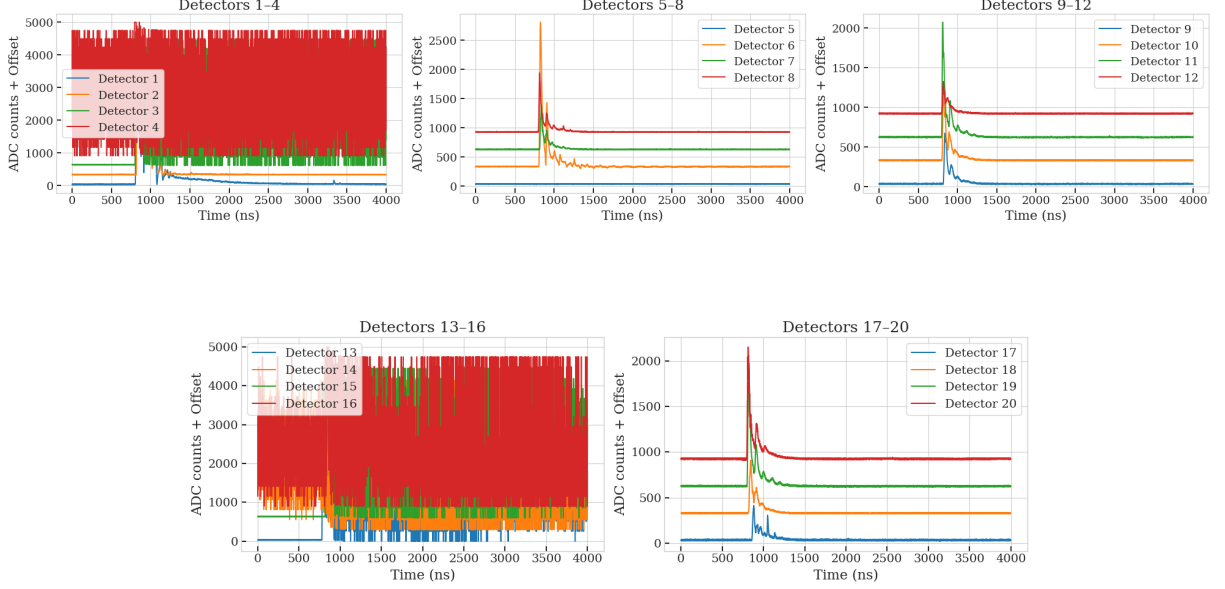 Detectors 1–4
ADC counts + Offset
5000
4000
3000
2000
1000
0
Detector 1
Detector 2
Detector 3
Detector 4
0 500 1000 1500 2000 2500 3000 3500 4000
Time (ns)
Detectors 5–8
ADC counts + Offset
2500
2000
1500
1000
500
0
Detector 5
Detector 6
Detector 7
Detector 8
0 500 1000 1500 2000 2500 3000 3500 4000
Time (ns)
Detectors 9–12
ADC counts + Offset
2000
1500
1000
500
0
Detector 9
Detector 10
Detector 11
Detector 12
0 500 1000 1500 2000 2500 3000 3500 4000
Time (ns)
Detectors 13–16
ADC counts + Offset
5000
4000
3000
2000
1000
0
Detector 13
Detector 14
Detector 15
Detector 16
0 500 1000 1500 2000 2500 3000 3500 4000
Time (ns)
Detectors 17–20
ADC counts + Offset
2000
1500
1000
500
0
Detector 17
Detector 18
Detector 19
Detector 20
0 500 1000 1500 2000 2500 3000 3500 4000
Time (ns)